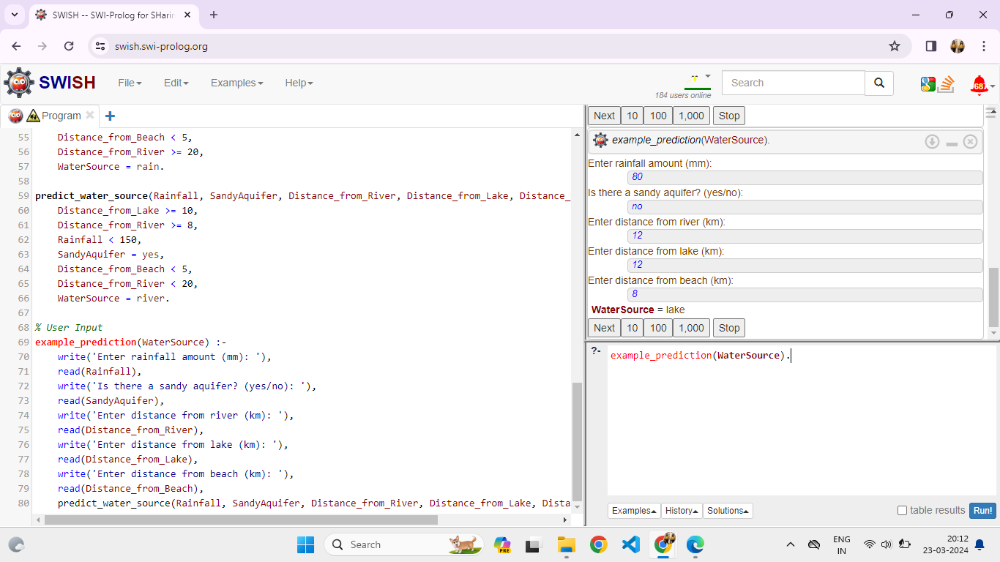 SWISH -- SWI-Prolog for SHarin
swish.swi-prolog.org
SWISH File Edit Examples Help
184 users online
Search
68
Program
55 Distance_from_Beach < 5,
56 Distance_from_River >= 20,
57 WaterSource = rain.
58
59 predict_water_source(Rainfall, SandyAquifer, Distance_from_River, Distance_from_Lake, Distance_
60 Distance_from_Lake >= 10,
61 Distance_from_River >= 8,
62 Rainfall < 150,
63 SandyAquifer = yes,
64 Distance_from_Beach < 5,
65 Distance_from_River < 20,
66 WaterSource = river.
67
68 % User Input
69 example_prediction(WaterSource) :-
70 write('Enter rainfall amount (mm): '),
71 read(Rainfall),
72 write('Is there a sandy aquifer? (yes/no): '),
73 read(SandyAquifer),
74 write('Enter distance from river (km): '),
75 read(Distance_from_River),
76 write('Enter distance from lake (km): '),
77 read(Distance_from_Lake),
78 write('Enter distance from beach (km): '),
79 read(Distance_from_Beach),
80 predict_water_source(Rainfall, SandyAquifer, Distance_from_River, Distance_from_Lake, Dista
Next 10 100 1,000 Stop
example_prediction(WaterSource).
Enter rainfall amount (mm):
80
Is there a sandy aquifer? (yes/no):
no
Enter distance from river (km):
12
Enter distance from lake (km):
12
Enter distance from beach (km):
8
WaterSource = lake
Next 10 100 1,000 Stop
?- example_prediction(WaterSource).
Examples History Solutions table results Run!
Search
PRE
ENG
IN
20:12
23-03-2024